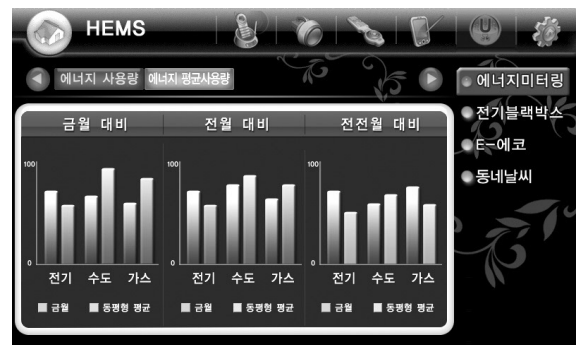 HEMS
에너지 사용량 에너지 평균사용량
에너지미터링
전기블랙박스
E-에코
동네날씨
금월 대비 전월 대비 전전월 대비
100 100 100
0 0 0
전기 수도 가스 전기 수도 가스 전기 수도 가스
금월 동평형 평균 금월 동평형 평균 금월 동평형 평균